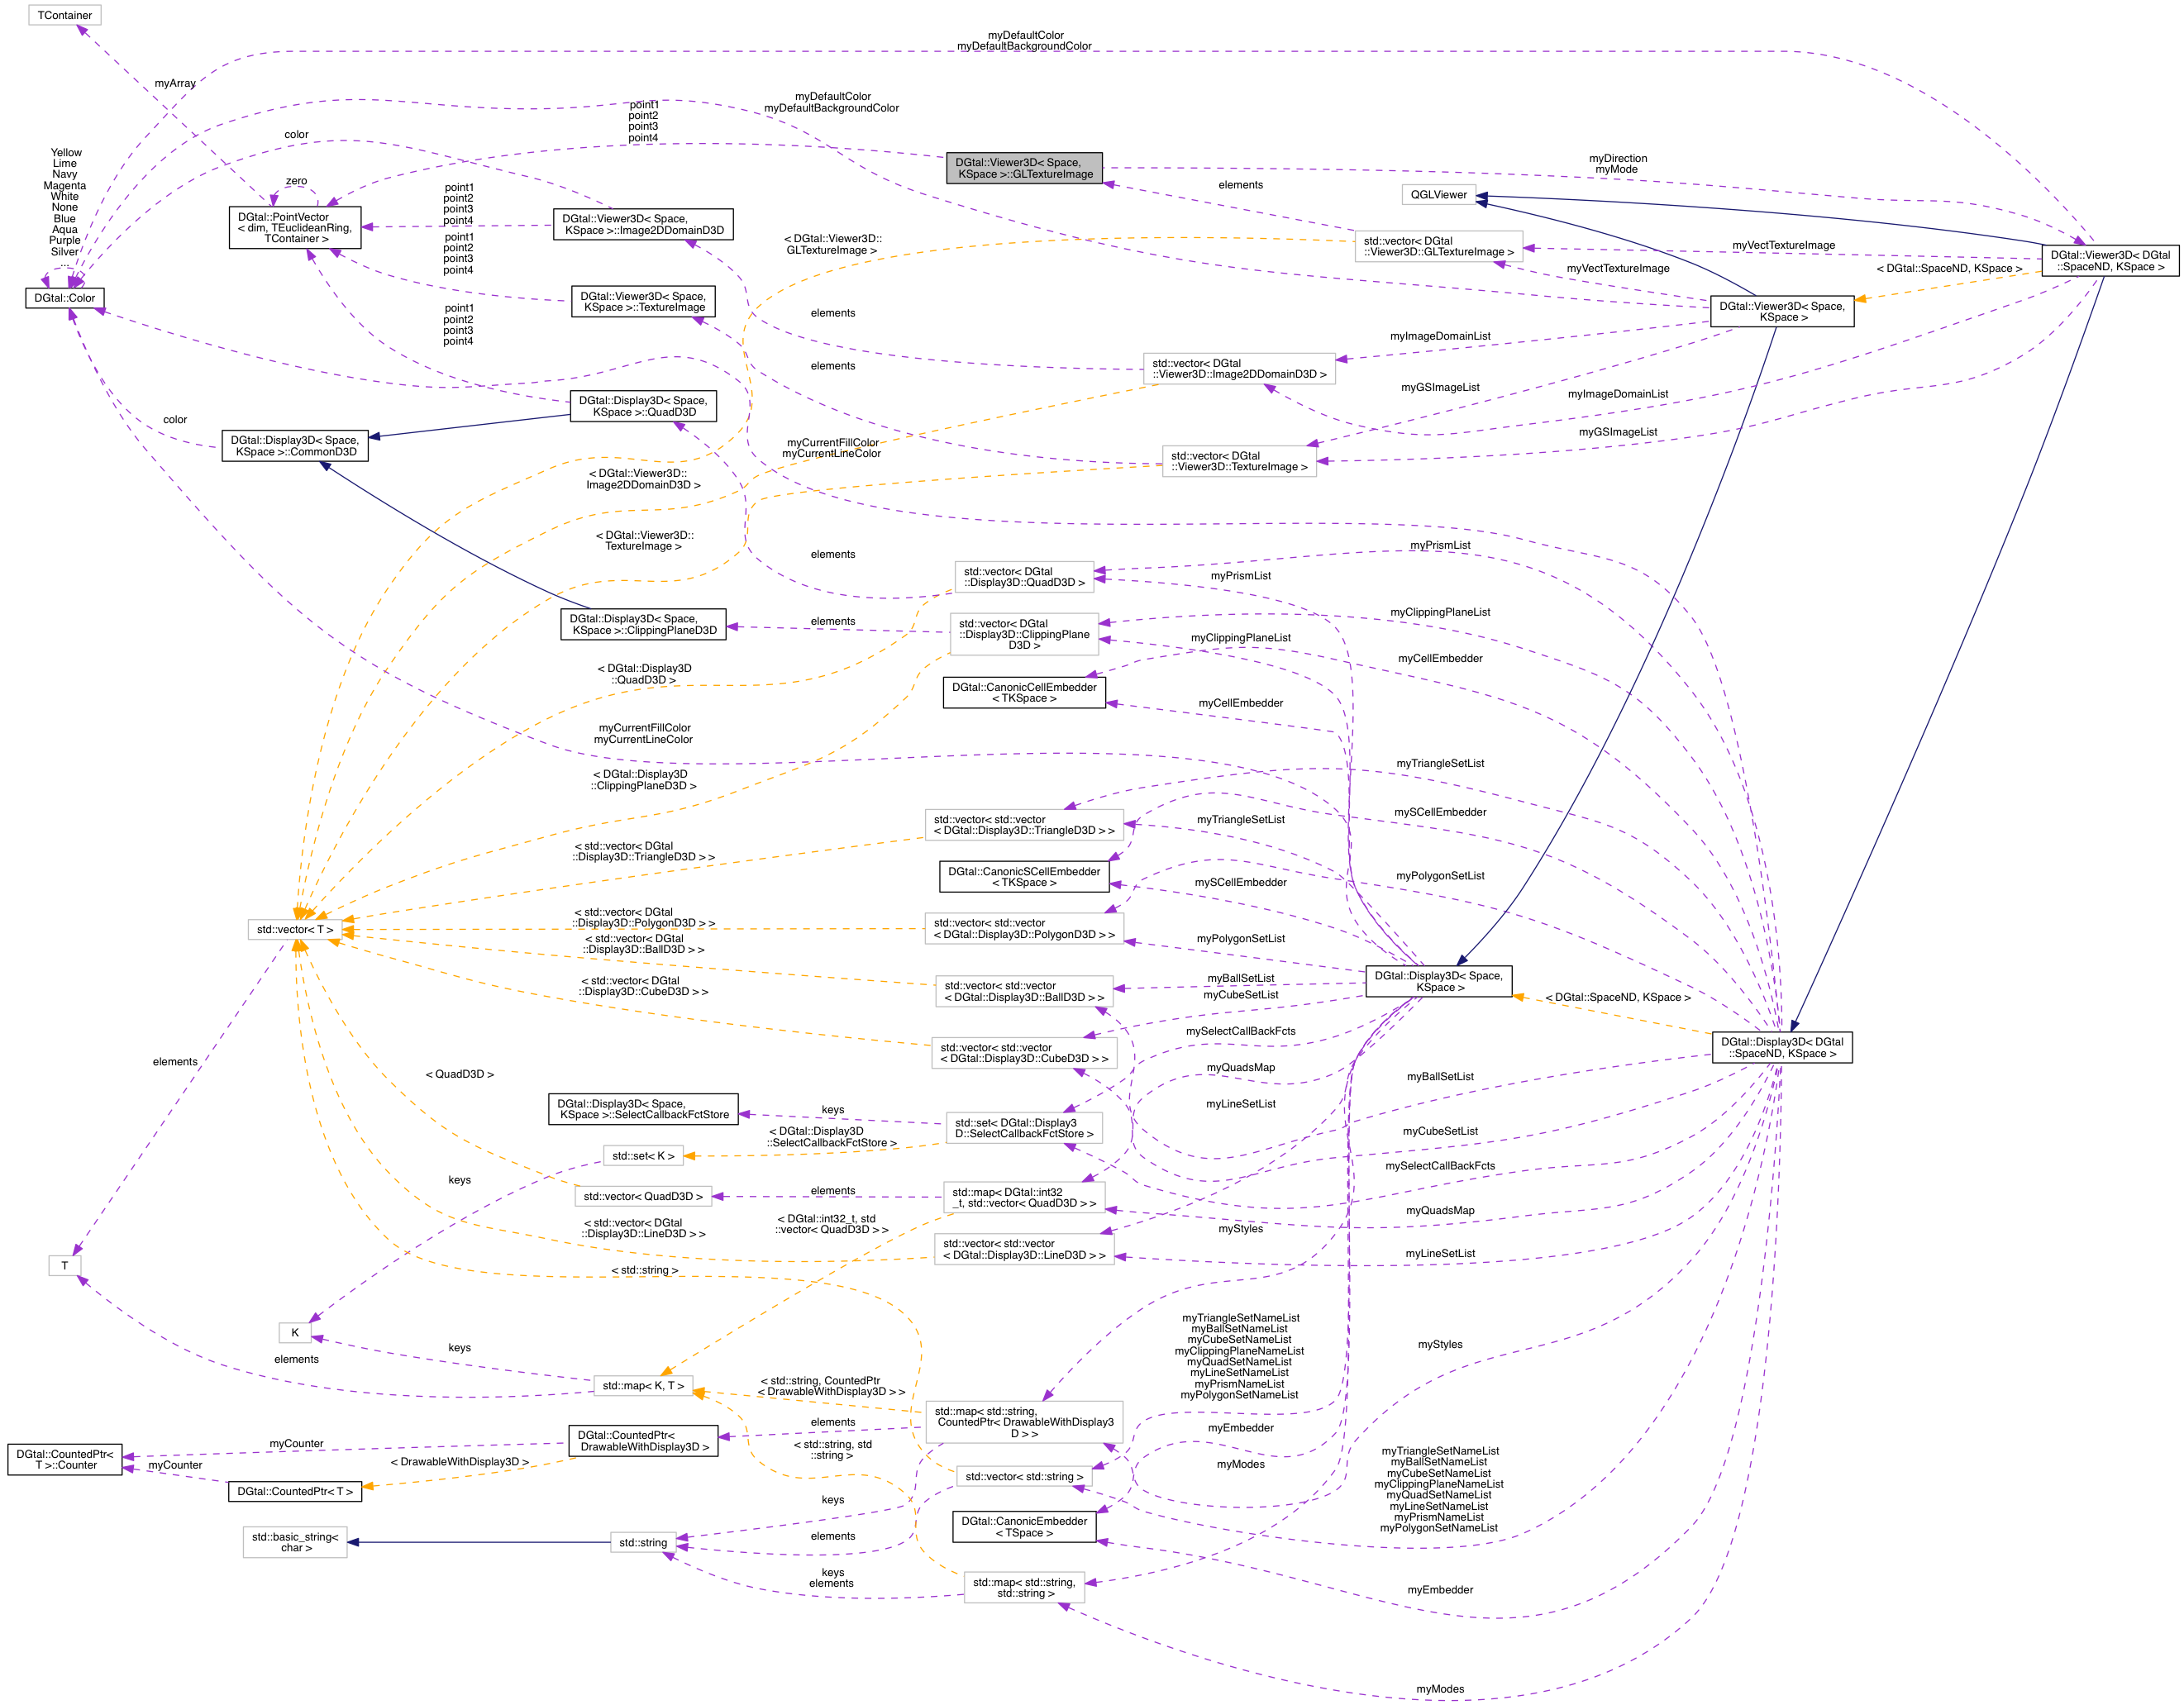 TContainer
myDefaultColor
myDefaultBackgroundColor
myArray
myDefaultColor
myDefaultBackgroundColor
point1
point2
point3
point4
color
Yellow
Lime
Navy
Magenta
White
None
Blue
Aqua
Purple
Silver
...
DGtal::Color
zero
DGtal::PointVector
< dim, TEuclideanRing,
TContainer >
point1
point2
point3
point4
point1
point2
point3
point4
point1
point2
point3
point4
DGtal::Viewer3D< Space,
KSpace >::GLTextureImage
myDirection
myMode
elements
QGLViewer
DGtal::Viewer3D< Space,
KSpace >::Image2DDomainD3D
< DGtal::Viewer3D::
GLTextureImage >
std::vector< DGtal
::Viewer3D::GLTextureImage >
myVectTextureImage
myVectTextureImage
< DGtal::SpaceND, KSpace >
DGtal::Viewer3D< DGtal
::SpaceND, KSpace >
DGtal::Viewer3D< Space,
KSpace >::TextureImage
elements
DGtal::Viewer3D< Space,
KSpace >
myImageDomainList
std::vector< DGtal
::Viewer3D::Image2DDomainD3D >
elements
myGSImageList
myImageDomainList
DGtal::Display3D< Space,
KSpace >::QuadD3D
color
DGtal::Display3D< Space,
KSpace >::CommonD3D
myCurrentFillColor
myCurrentLineColor
myGSImageList
std::vector< DGtal
::Viewer3D::TextureImage >
< DGtal::Viewer3D::
Image2DDomainD3D >
< DGtal::Viewer3D::
TextureImage >
elements
myPrismList
std::vector< DGtal
::Display3D::QuadD3D >
myPrismList
DGtal::Display3D< Space,
KSpace >::ClippingPlaneD3D
elements
std::vector< DGtal
::Display3D::ClippingPlane
D3D >
myClippingPlaneList
myClippingPlaneList
myCellEmbedder
< DGtal::Display3D
::QuadD3D >
DGtal::CanonicCellEmbedder
< TKSpace >
myCellEmbedder
myCurrentFillColor
myCurrentLineColor
< DGtal::Display3D
::ClippingPlaneD3D >
myTriangleSetList
std::vector< std::vector
< DGtal::Display3D::TriangleD3D > >
myTriangleSetList
mySCellEmbedder
< std::vector< DGtal
::Display3D::TriangleD3D > >
DGtal::CanonicSCellEmbedder
< TKSpace >
mySCellEmbedder
myPolygonSetList
std::vector< T >
< std::vector< DGtal
::Display3D::PolygonD3D > >
std::vector< std::vector
< DGtal::Display3D::PolygonD3D > >
myPolygonSetList
< std::vector< DGtal
::Display3D::BallD3D > >
std::vector< std::vector
< DGtal::Display3D::BallD3D > >
myBallSetList
DGtal::Display3D< Space,
KSpace >
< std::vector< DGtal
::Display3D::CubeD3D > >
myCubeSetList
< DGtal::SpaceND, KSpace >
DGtal::Display3D< DGtal
::SpaceND, KSpace >
std::vector< std::vector
< DGtal::Display3D::CubeD3D > >
mySelectCallBackFcts
elements
< QuadD3D >
myQuadsMap
myBallSetList
DGtal::Display3D< Space,
KSpace >::SelectCallbackFctStore
keys
std::set< DGtal::Display3
D::SelectCallbackFctStore >
myLineSetList
myCubeSetList
< DGtal::Display3D
::SelectCallbackFctStore >
std::set< K >
keys
std::vector< QuadD3D >
elements
std::map< DGtal::int32
_t, std::vector< QuadD3D > >
mySelectCallBackFcts
myQuadsMap
< std::vector< DGtal
::Display3D::LineD3D > >
< DGtal::int32_t, std
::vector< QuadD3D > >
myStyles
std::vector< std::vector
< DGtal::Display3D::LineD3D > >
myLineSetList
T
< std::string >
K
keys
elements
std::map< K, T >
myTriangleSetNameList
myBallSetNameList
myCubeSetNameList
myClippingPlaneNameList
myQuadSetNameList
myLineSetNameList
myPrismNameList
myPolygonSetNameList
myStyles
< std::string, CountedPtr
< DrawableWithDisplay3D > >
std::map< std::string,
CountedPtr< DrawableWithDisplay3
D > >
elements
DGtal::CountedPtr<
DrawableWithDisplay3D >
myCounter
DGtal::CountedPtr<
T >::Counter
myCounter
< DrawableWithDisplay3D >
DGtal::CountedPtr< T >
< std::string, std
::string >
myEmbedder
myModes
std::vector< std::string >
myTriangleSetNameList
myBallSetNameList
myCubeSetNameList
myClippingPlaneNameList
myQuadSetNameList
myLineSetNameList
myPrismNameList
myPolygonSetNameList
keys
DGtal::CanonicEmbedder
< TSpace >
std::basic_string<
char >
std::string
elements
keys
elements
std::map< std::string,
std::string >
myEmbedder
myModes